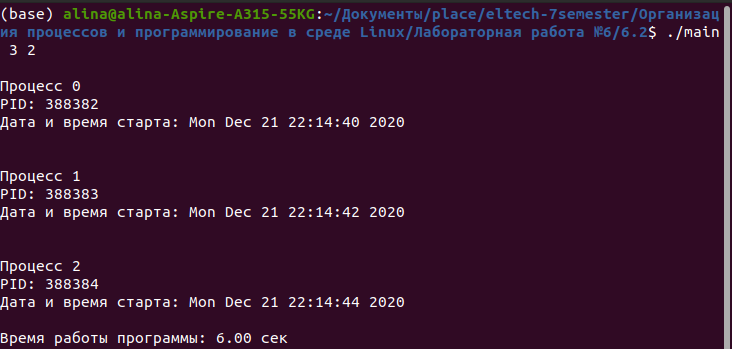 (base) alina@alina-Aspire-A315-55KG:~/Документы/place/eltech-7semester/Организац
ия процессов и программирование в среде Linux/Лабораторная работа №6/6.2$ ./main
3 2
Процесс 0
PID: 388382
Дата и время старта: Mon Dec 21 22:14:40 2020
Процесс 1
PID: 388383
Дата и время старта: Mon Dec 21 22:14:42 2020
Процесс 2
PID: 388384
Дата и время старта: Mon Dec 21 22:14:44 2020
Время работы программы: 6.00 сек